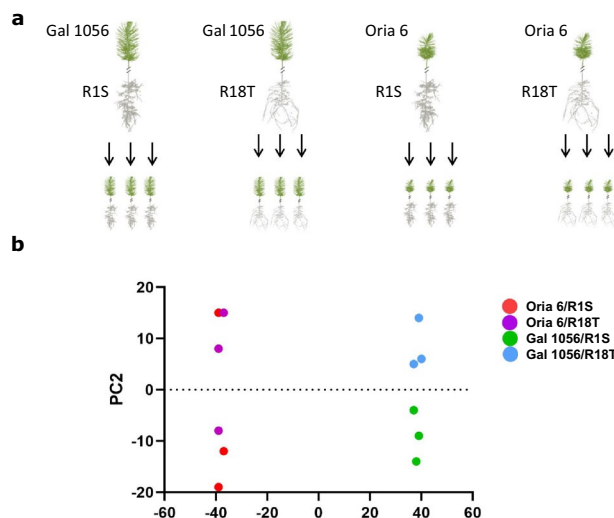 a
Gal 1056
Gal 1056
Oria 6
Oria 6
R1S
R18T
R1S
R18T
b
20
10
0
-10
-20
PC2
-60
-40
-20
0
20
40
60
Oria 6/R1S
Oria 6/R18T
Gal 1056/R1S
Gal 1056/R18T